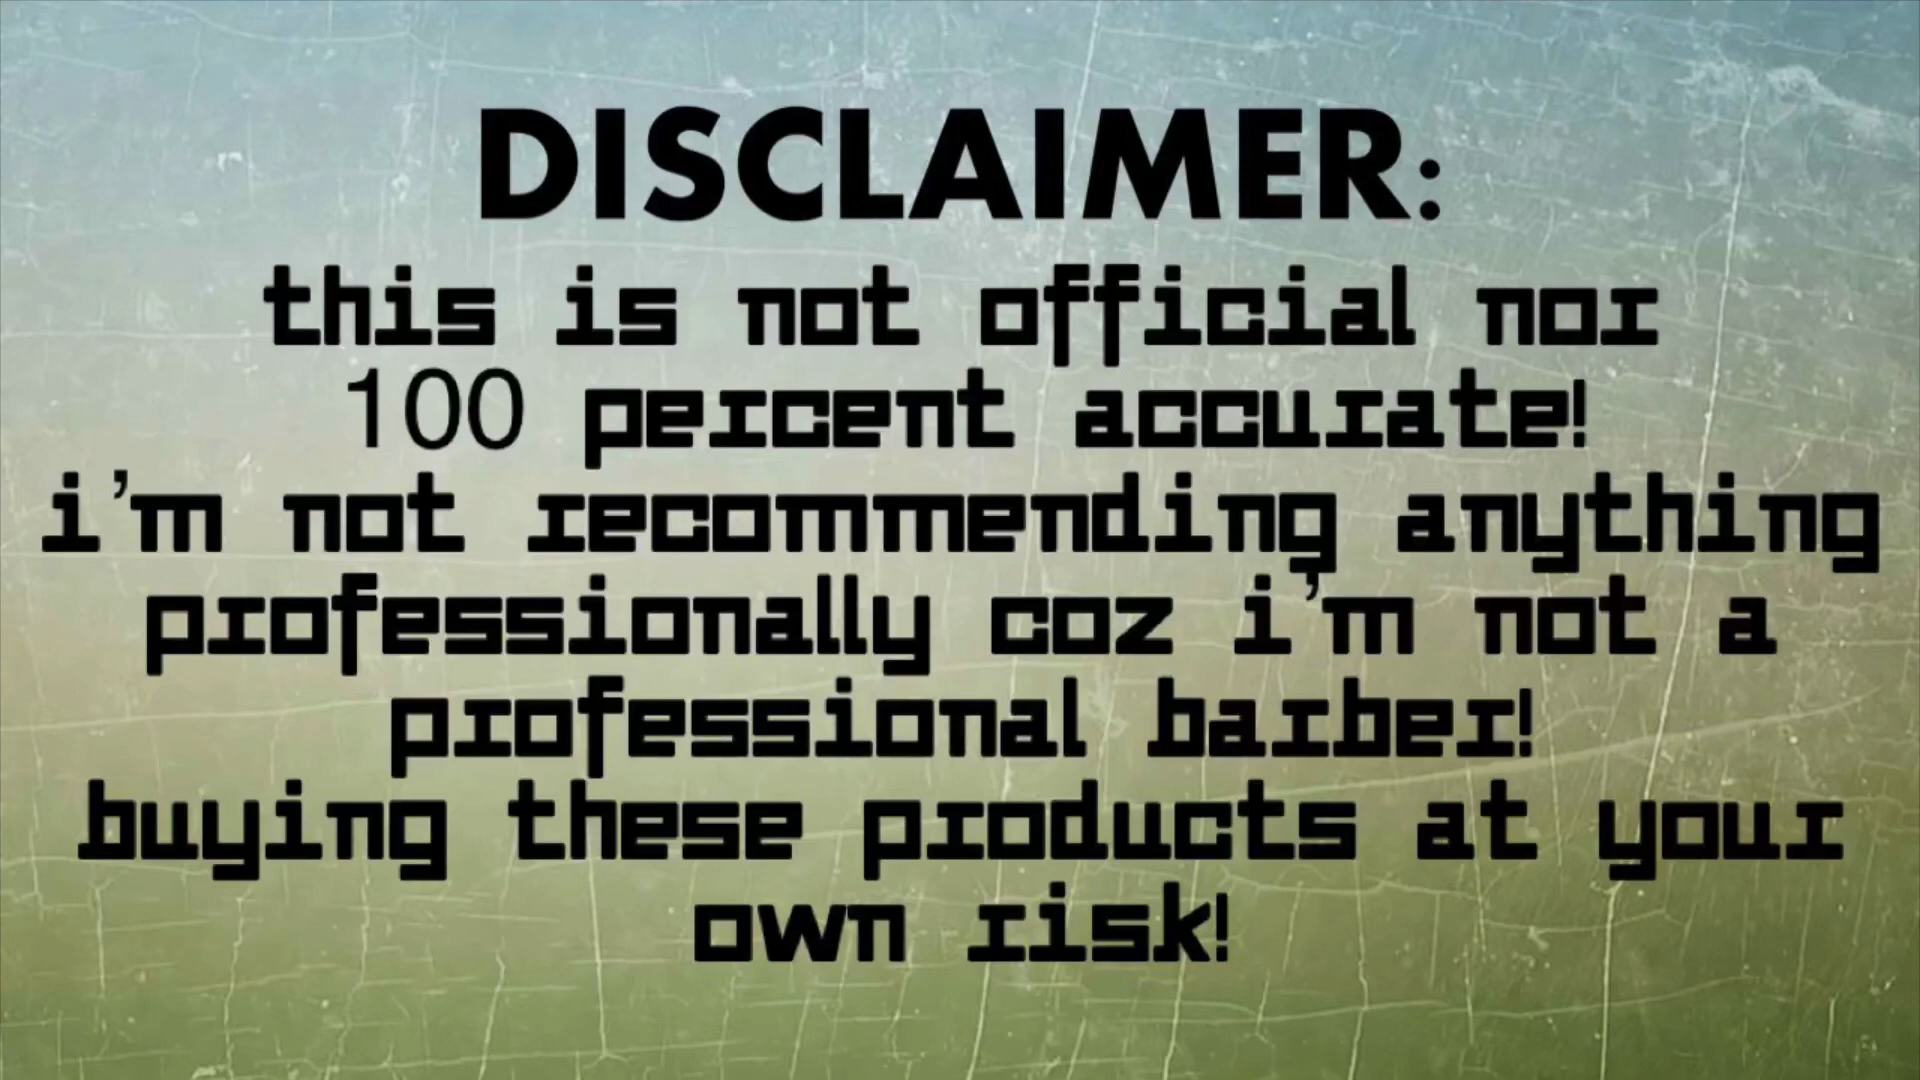 DISCLAIMER:
this is not official nor
100 percent accurate!
i'm not recommending anything
professionally coz i'm not a
professional barber!
buying these products at your
own risk!